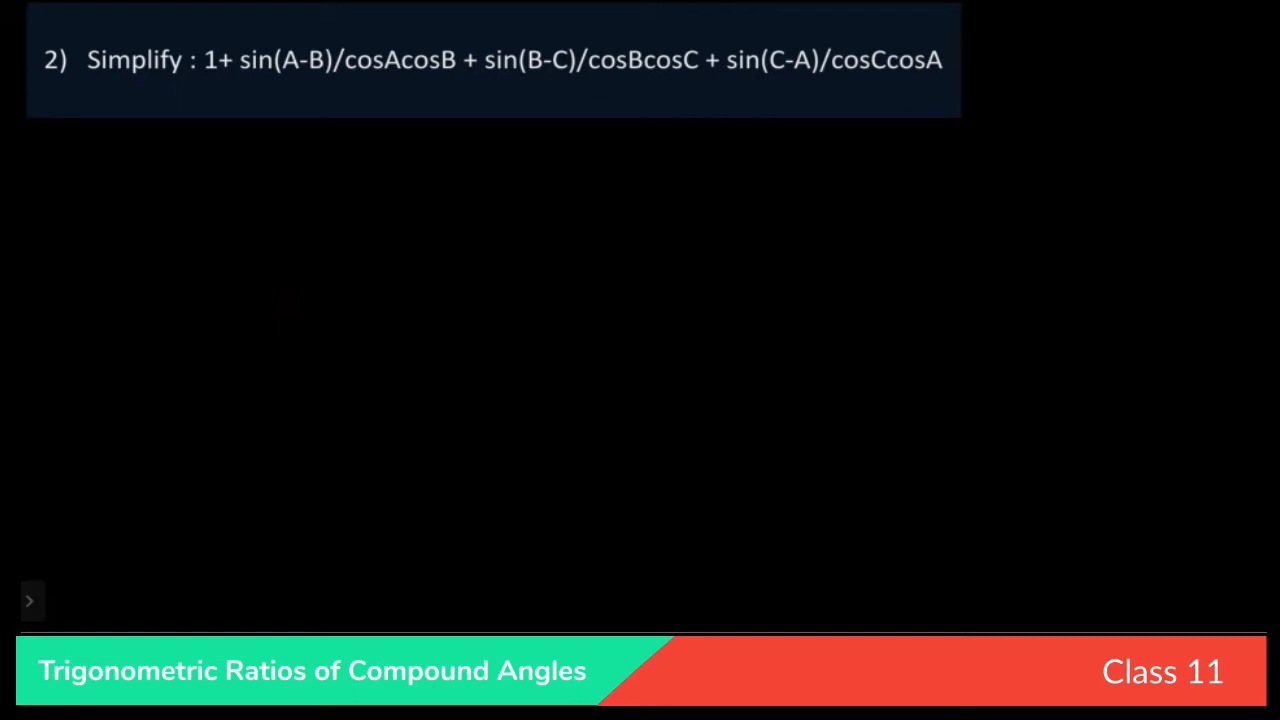 2) Simplify : 1+ sin(A-B)/cosAcosB + sin(B-C)/cosBcosC + sin(C-A)/cosCcosA
Trigonometric Ratios of Compound Angles
Class 11